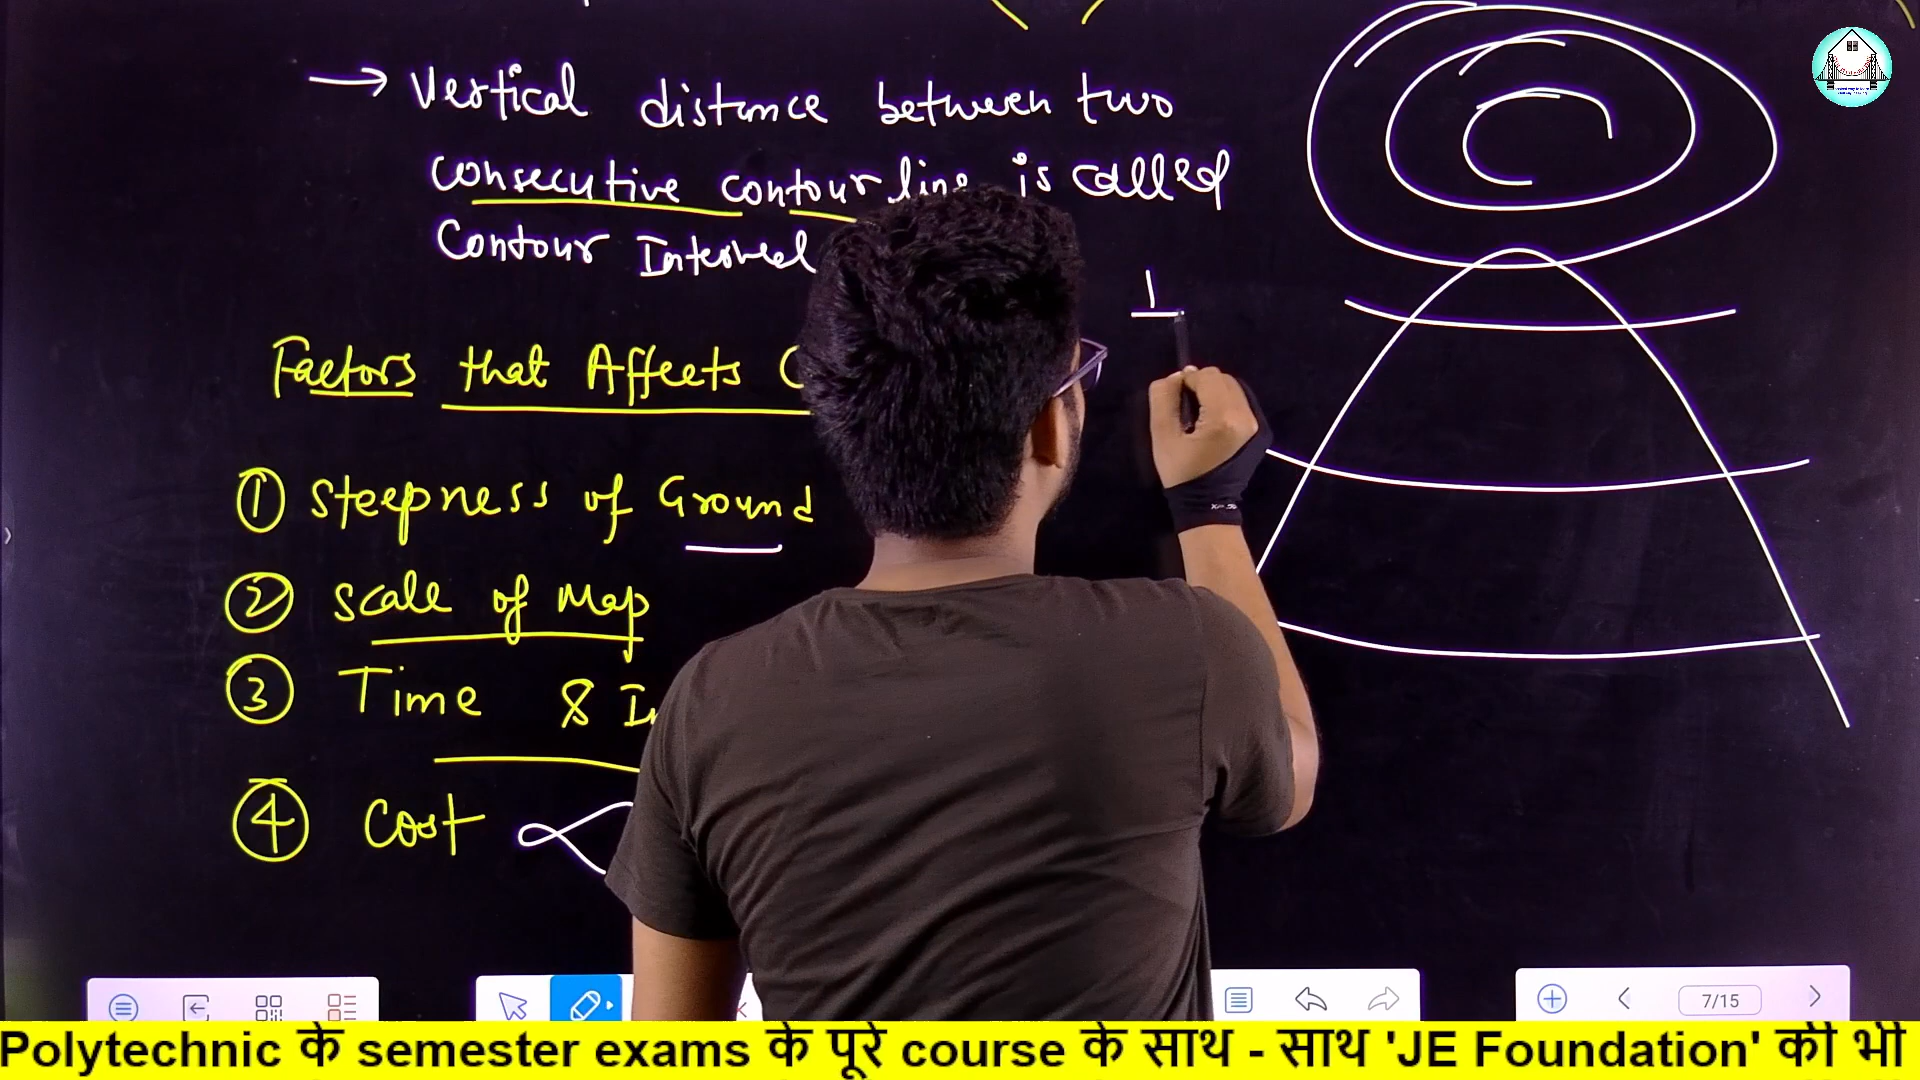 → Vertical distance between two
consecutive contour line is called
Contour Interval
Factors that Affects
① Steepness of Ground
② Scale of Map
③ Time &
④ Cost
1
7/15
Polytechnic के semester exams के पूरे course के साथ - साथ 'JE Foundation' की भी